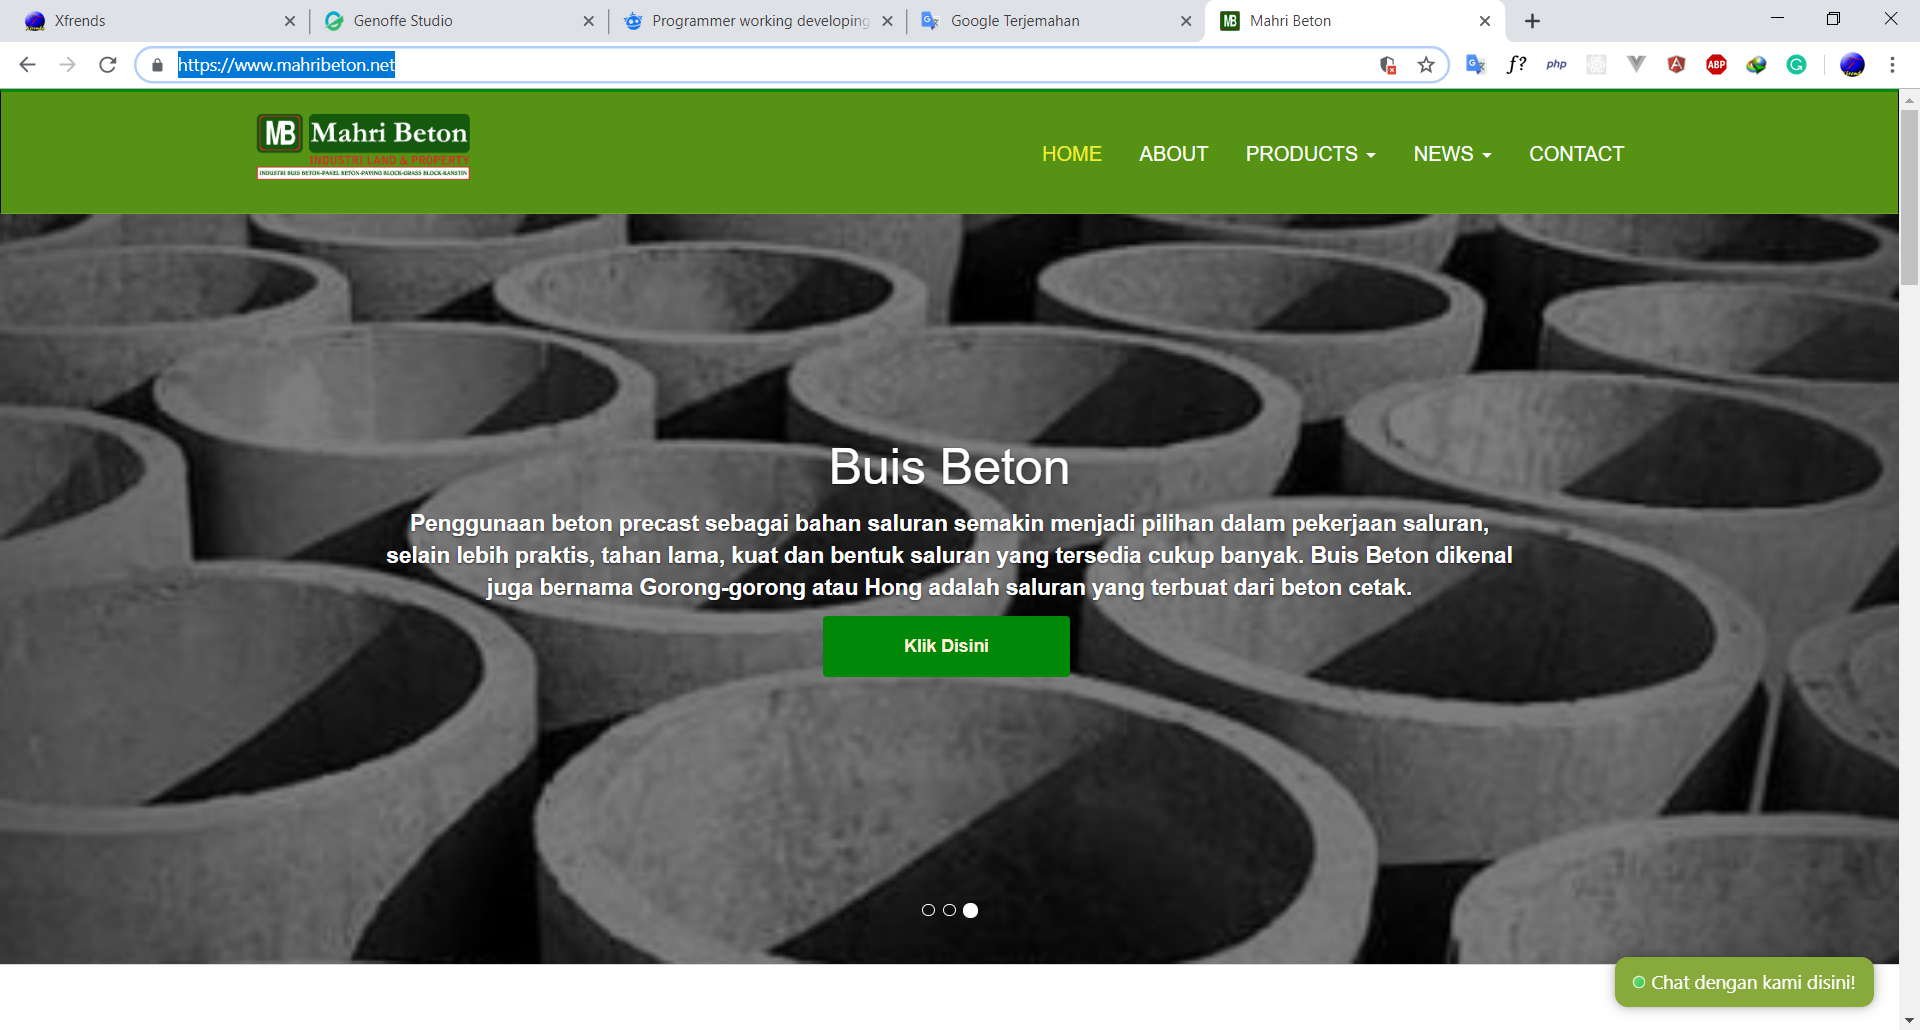 Xfrends
Genoffe Studio
Programmer working developing
Google Terjemahan
Mahri Beton
https://www.mahribeton.net
f?
php
ABP
MB Mahri Beton
INDUSTRI LAND & PROPERTY
INDUSTRI BUIS BETON-PANEL BETON-PAVING BLOCK-GRASS BLOCK-KANSTIN
HOME
ABOUT
PRODUCTS
NEWS
CONTACT
Buis Beton
Penggunaan beton precast sebagai bahan saluran semakin menjadi pilihan dalam pekerjaan saluran,
selain lebih praktis, tahan lama, kuat dan bentuk saluran yang tersedia cukup banyak. Buis Beton dikenal
juga bernama Gorong-gorong atau Hong adalah saluran yang terbuat dari beton cetak.
Klik Disini
Chat dengan kami disini!